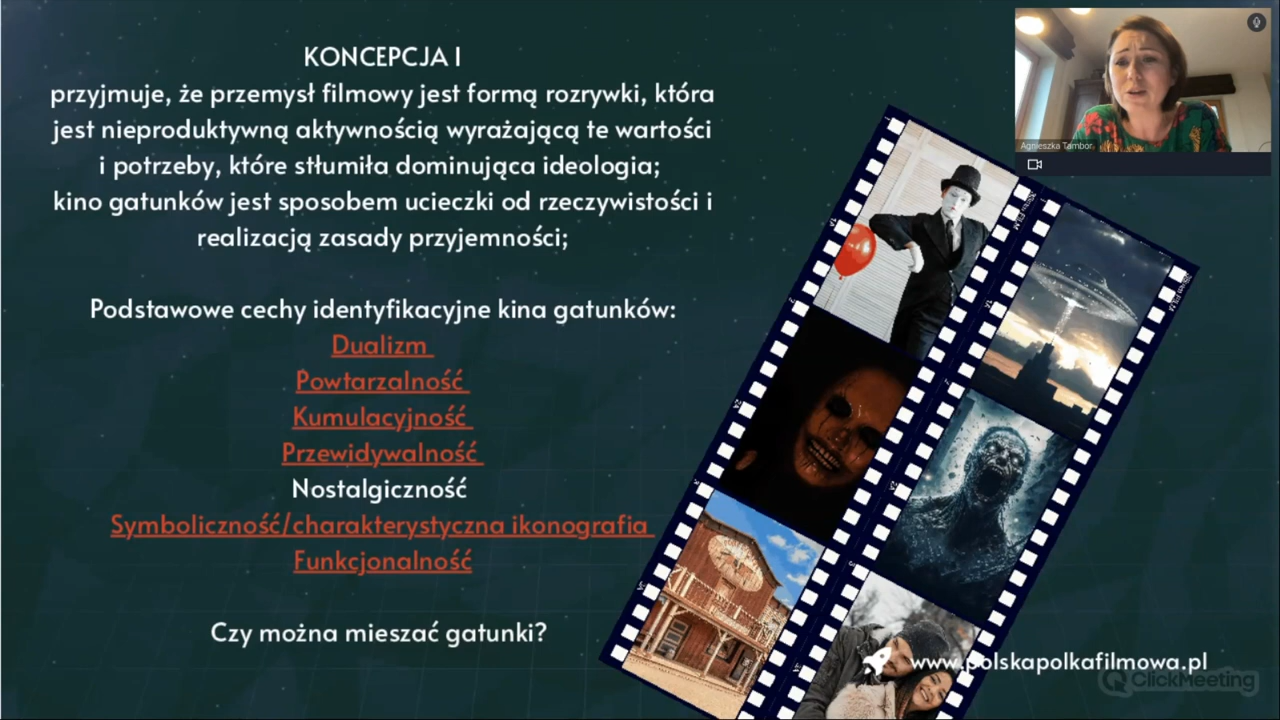 KONCEPCJA I
przyjmuje, że przemysł filmowy jest formą rozrywki, która
jest nieproduktywną aktywnością wyrażającą te wartości
i potrzeby, które stłumiła dominująca ideologia;
kino gatunków jest sposobem ucieczki od rzeczywistości i
realizacją zasady przyjemności;
Podstawowe cechy identyfikacyjne kina gatunków:
Dualizm
Powtarzalność
Kumulacyjność
Przewidywalność
Nostalgiczność
Symboliczność/charakterystyczna ikonografia
Funkcjonalność
Czy można mieszać gatunki?
Agnieszka Tambor
www.polskapolkafilmowa.pl
ClickMeeting